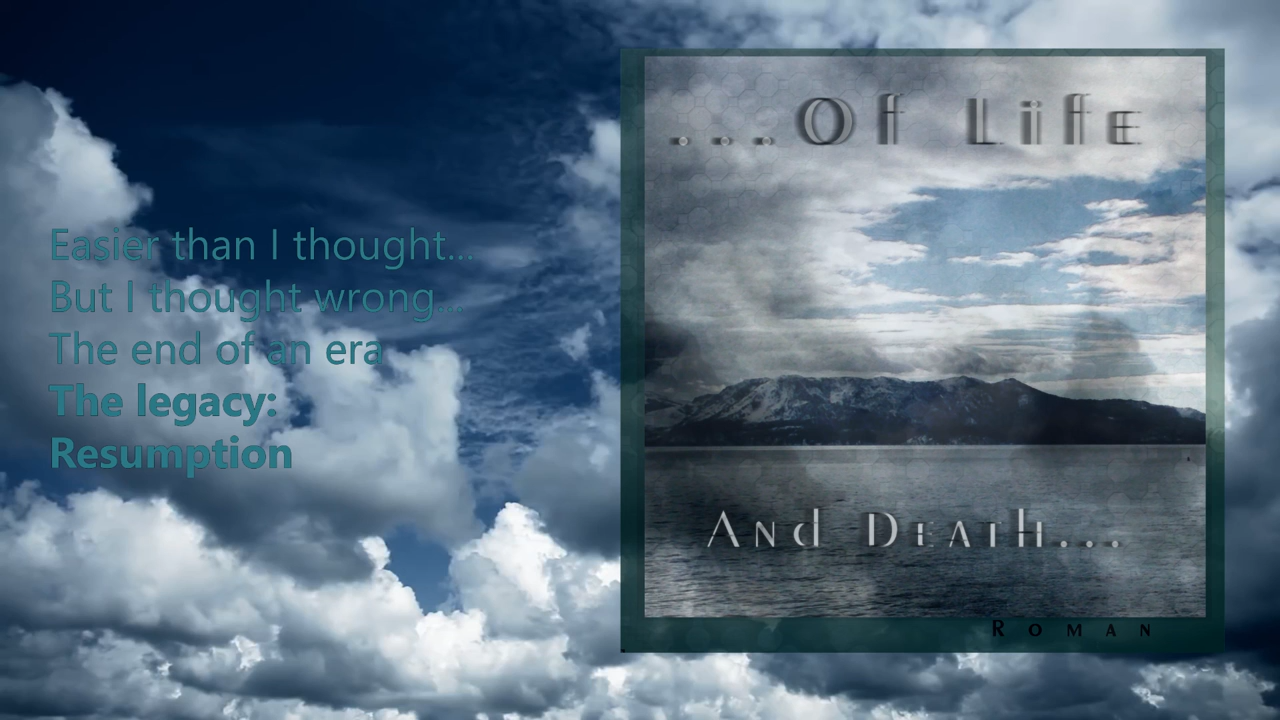 Easier than I thought...
But I thought wrong...
The end of an era
The legacy:
Resumption
...Of Life
And Death...
Roman